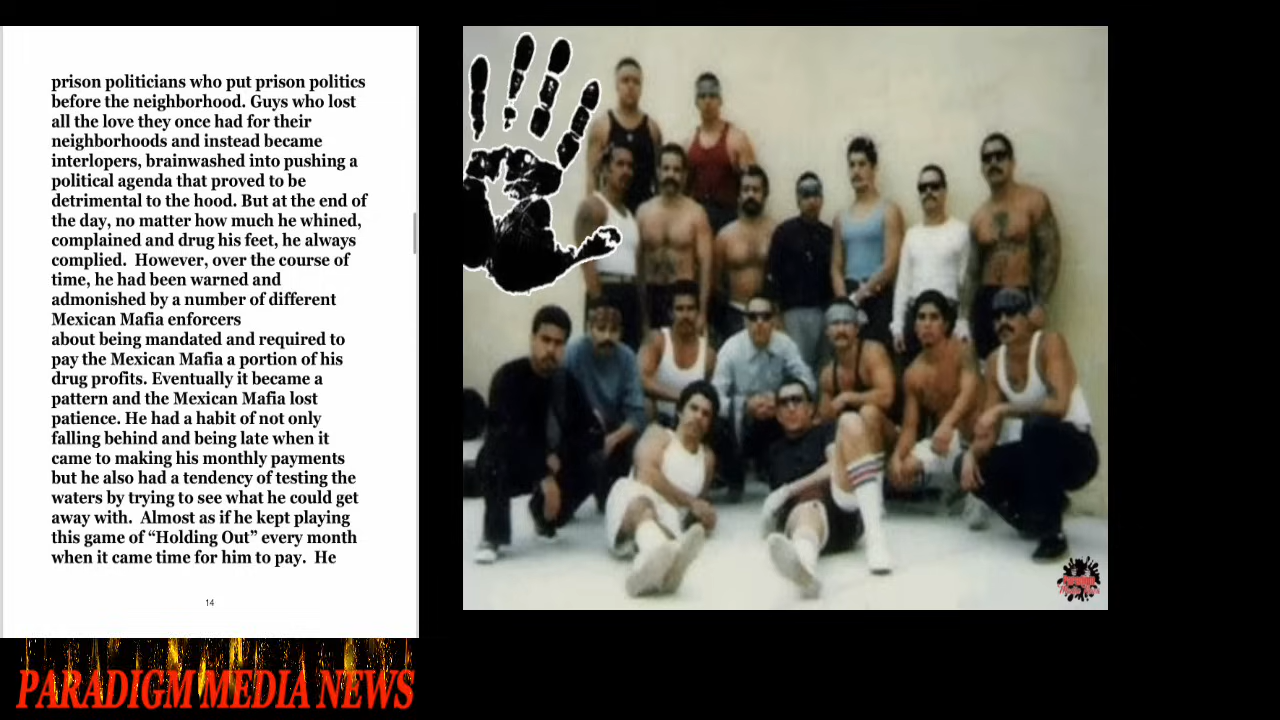 prison politicians who put prison politics
before the neighborhood. Guys who lost
all the love they once had for their
neighborhoods and instead became
interlopers, brainwashed into pushing a
political agenda that proved to be
detrimental to the hood. But at the end of
the day, no matter how much he whined,
complained and drug his feet, he always
complied.  However, over the course of
time, he had been warned and
admonished by a number of different
Mexican Mafia enforcers
about being mandated and required to
pay the Mexican Mafia a portion of his
drug profits. Eventually it became a
pattern and the Mexican Mafia lost
patience. He had a habit of not only
falling behind and being late when it
came to making his monthly payments
but he also had a tendency of testing the
waters by trying to see what he could get
away with.  Almost as if he kept playing
this game of “Holding Out” every month
when it came time for him to pay.  He
14
PARADIGM MEDIA NEWS